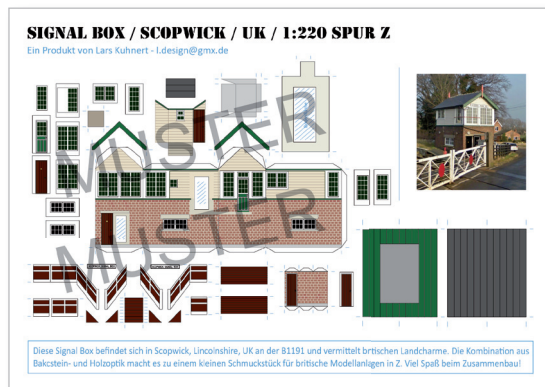 SIGNAL BOX / SCOPWICK / UK / 1:220 SPUR Z
Ein Produkt von Lars Kuhnert - l.design@gmx.de
MUSTER
MUSTER
Diese Signal Box befindet sich in Scopwick, Lincolnshire, UK an der B1191 und vermittelt brtischen Landcharme. Die Kombination aus
Bakcstein- und Holzoptik macht es zu einem kleinen Schmuckstück für britische Modellanlagen in Z. Viel Spaß beim Zusammenbau!